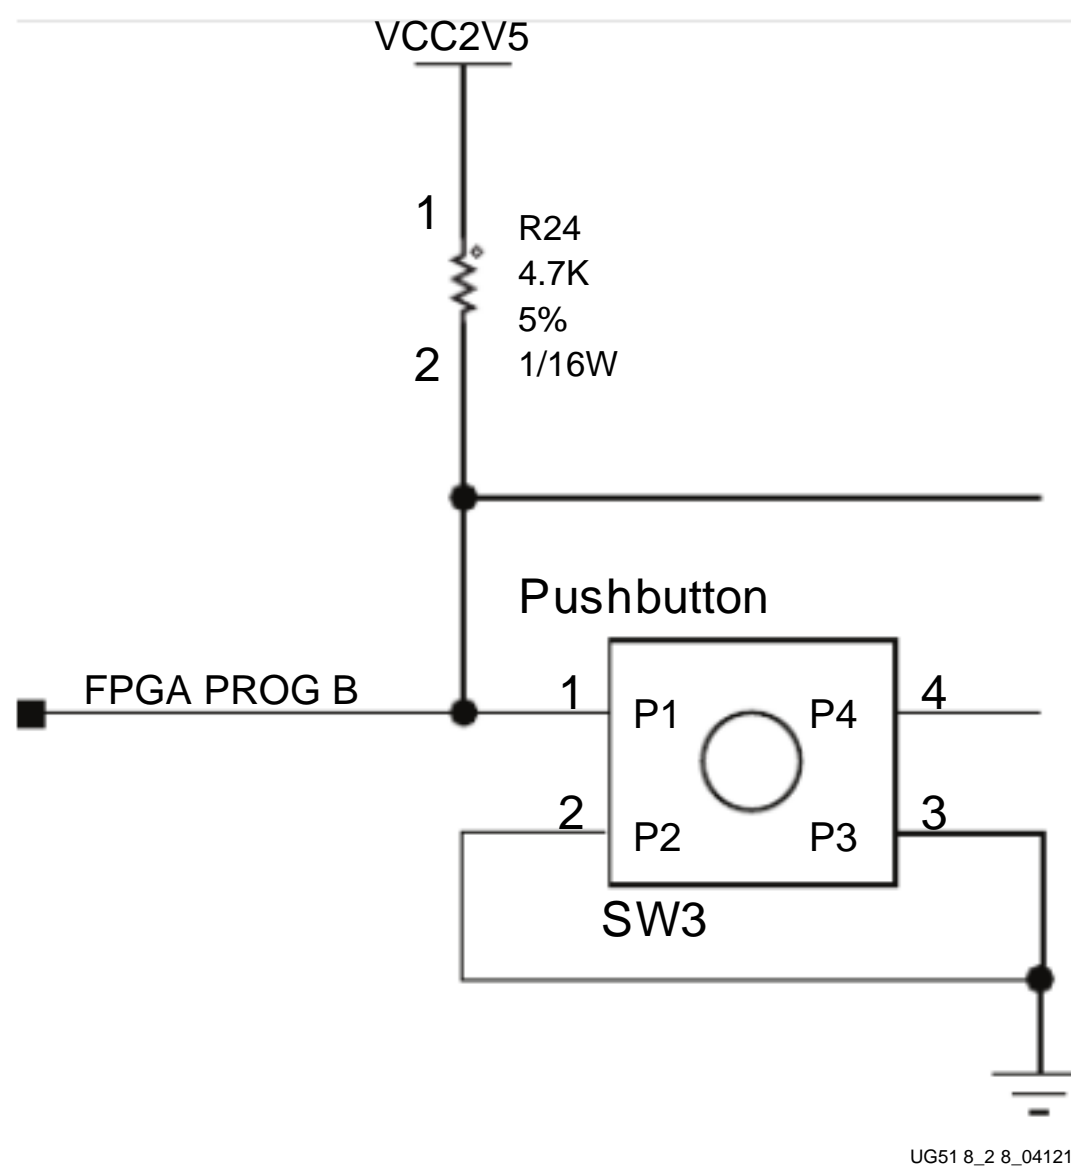 VCC2V5
1
R24
4.7K
5%
2
1/16W
Pushbutton
FPGA PROG B
1
P1
P4
4
2
P2
P3
3
SW3
UG51 8_2 8_04121